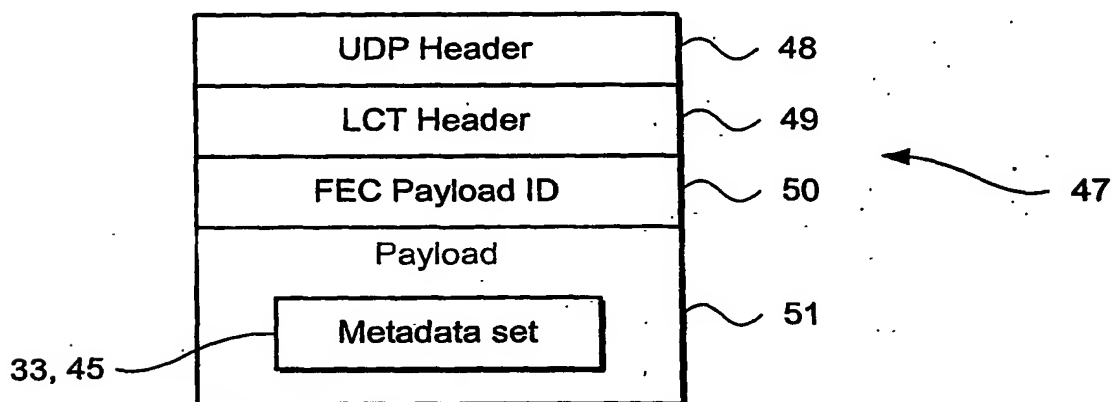 UDP Header 48
LCT Header 49
FEC Payload ID 50
47
Payload
51
Metadata set
33, 45